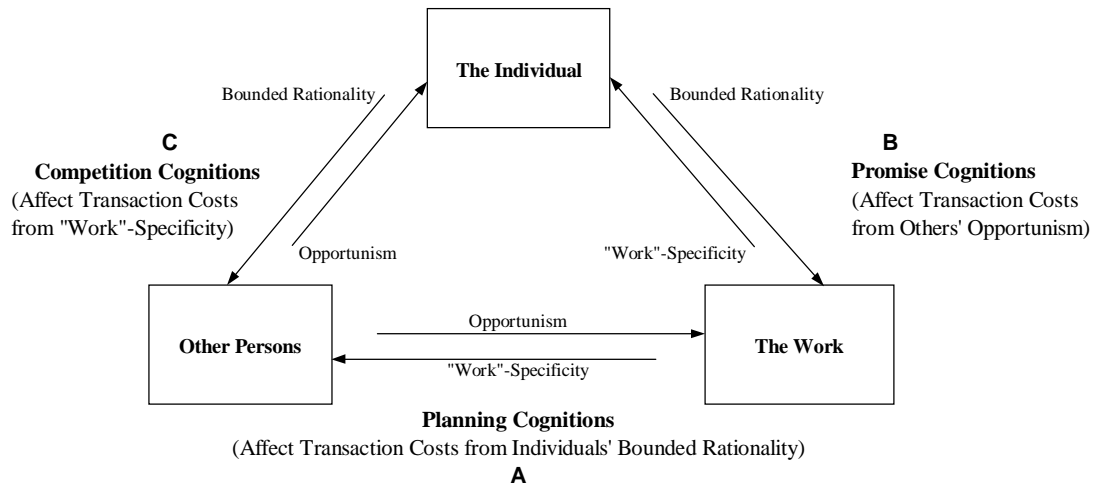 The Individual
Bounded Rationality
Bounded Rationality
C
Competition Cognitions
(Affect Transaction Costs
from "Work"-Specificity)
B
Promise Cognitions
(Affect Transaction Costs
from Others' Opportunism)
Opportunism
"Work"-Specificity
Other Persons
Opportunism
"Work"-Specificity
The Work
Planning Cognitions
(Affect Transaction Costs from Individuals' Bounded Rationality)
A